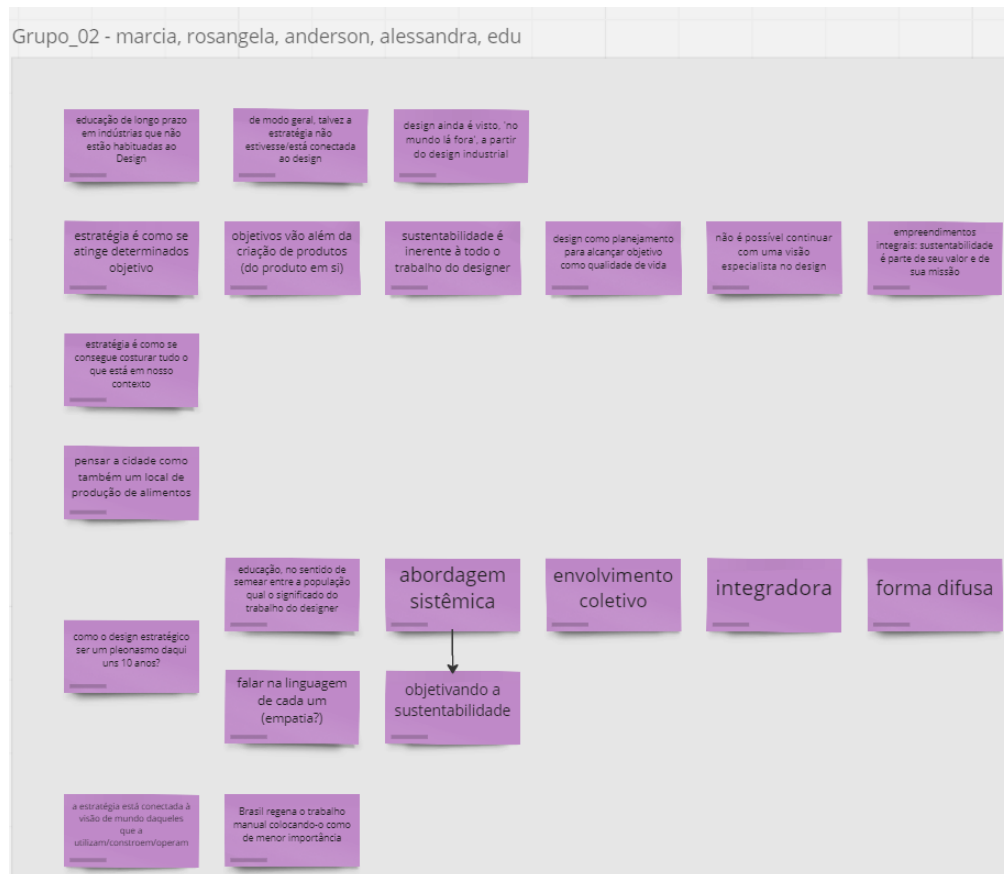 Grupo_02 - marcia, rosangela, anderson, alessandra, edu
educação de longo prazo
em indústrias que não
estão habituadas ao
Design
de modo geral, talvez a
estratégia não
estivesse/está conectada
ao design
design ainda é visto, 'no
mundo lá fora', a partir
do design industrial
estratégia é como se
atinge determinados
objetivo
objetivos vão além da
criação de produtos
(do produto em si)
sustentabilidade é
inerente à todo o
trabalho do designer
design como planejamento
para alcançar objetivo
como qualidade de vida
não é possível continuar
com uma visão
especialista no design
empreendimentos
integrais: sustentabilidade
é parte de seu valor e de
sua missão
estratégia é como se
consegue costurar tudo o
que está em nosso
contexto
pensar a cidade como
também um local de
produção de alimentos
como o design estratégico
ser um pleonasmo daqui
uns 10 anos?
educação, no sentido de
semear entre a população
qual o significado do
trabalho do designer
abordagem
sistêmica
envolvimento
coletivo
integradora
forma difusa
falar na linguagem
de cada um
(empatia?)
objetivando a
sustentabilidade
a estratégia está conectada à
visão de mundo daqueles
que a
utilizam/constroem/operam
Brasil regena o trabalho
manual colocando-o como
de menor importância